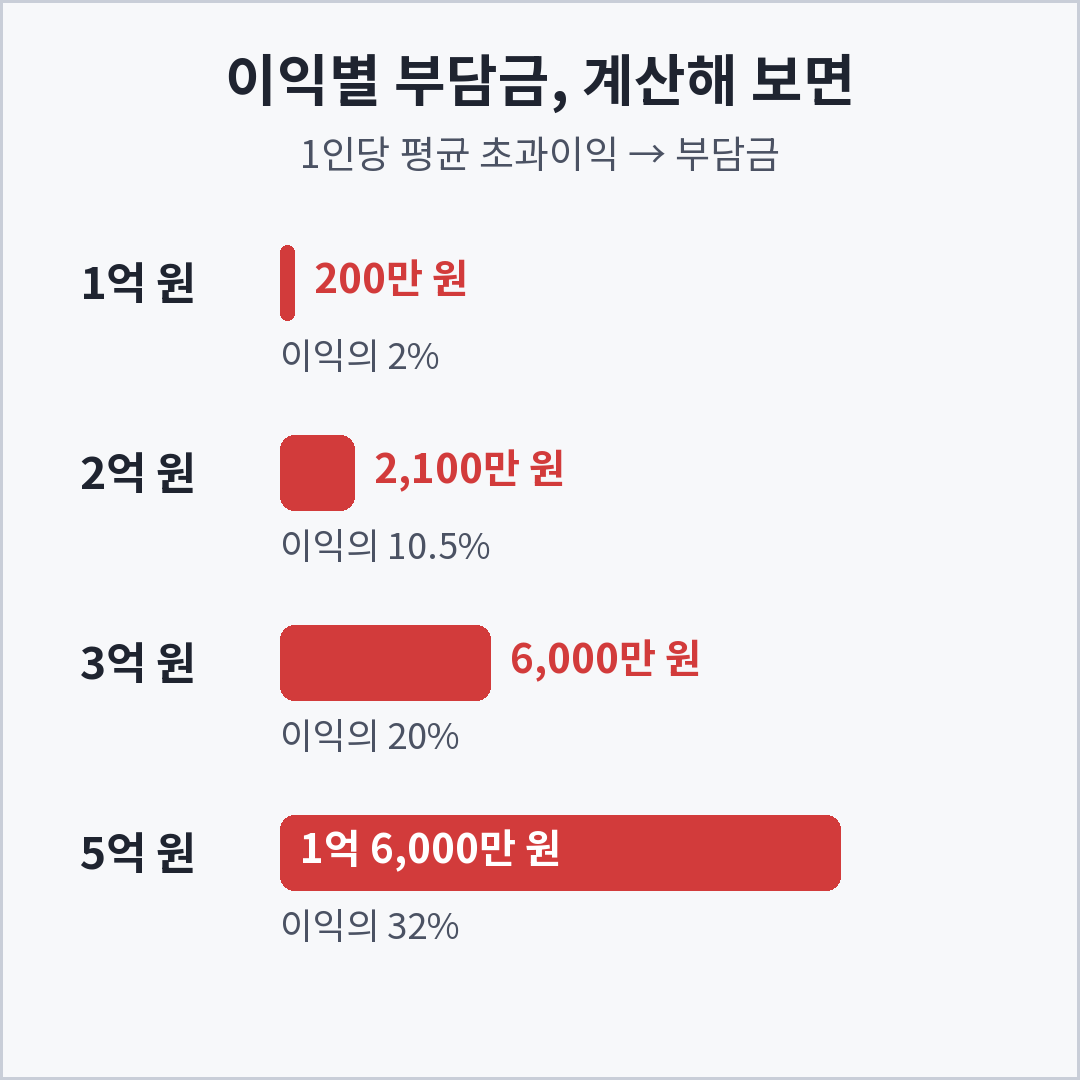 이익별 부담금, 계산해 보면
1인당 평균 초과이익 → 부담금
1억 원
200만 원
이익의 2%
2억 원
2,100만 원
이익의 10.5%
3억 원
6,000만 원
이익의 20%
5억 원
1억 6,000만 원
이익의 32%